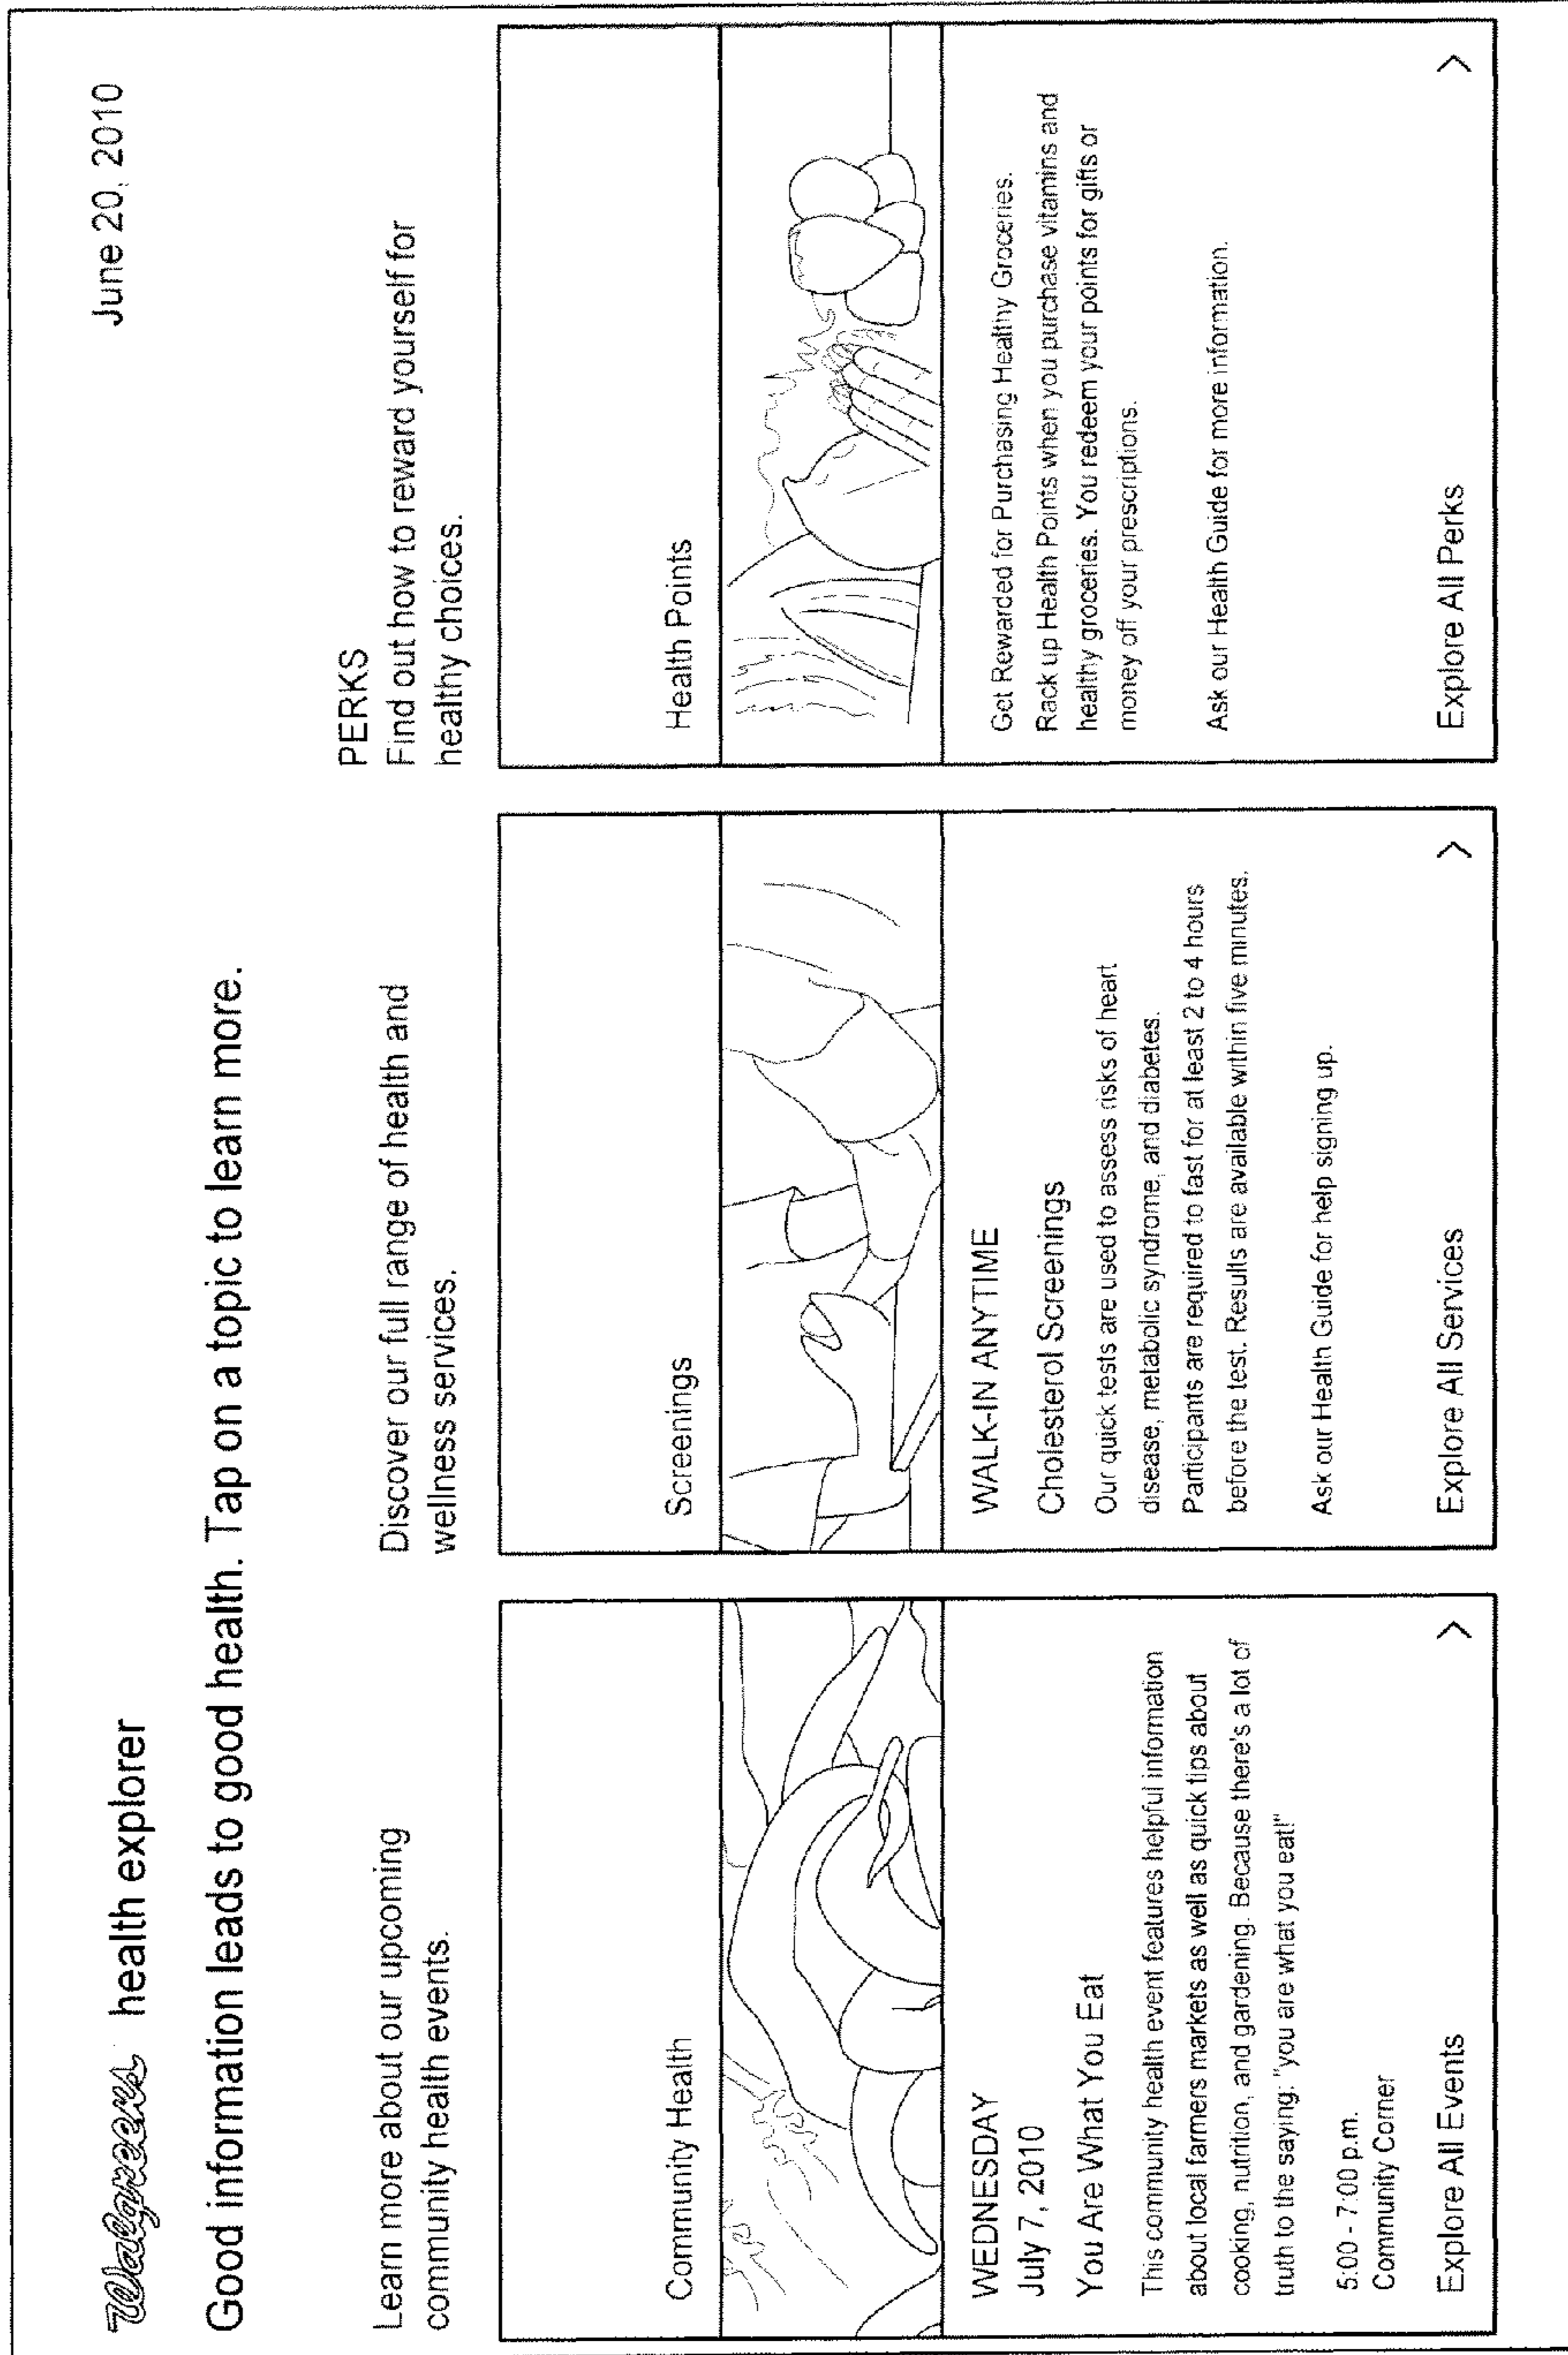 Walgreens health explorer
June 20, 2010
Good information leads to good health. Tap on a topic to learn more.
Learn more about our upcoming
community health events.
Community Health
WEDNESDAY
July 7, 2010
You Are What You Eat
This community health event features helpful information
about local farmers markets as well as quick tips about
cooking, nutrition, and gardening. Because there's a lot of
truth to the saying: "you are what you eat!"
5:00 - 7:00 p.m.
Community Corner
Explore All Events >
Discover our full range of health and
wellness services.
Screenings
WALK-IN ANYTIME
Cholesterol Screenings
Our quick tests are used to assess risks of heart
disease, metabolic syndrome, and diabetes.
Participants are required to fast for at least 2 to 4 hours
before the test. Results are available within five minutes.
Ask our Health Guide for help signing up.
Explore All Services >
PERKS
Find out how to reward yourself for
healthy choices.
Health Points
Get Rewarded for Purchasing Healthy Groceries.
Rack up Health Points when you purchase vitamins and
healthy groceries. You redeem your points for gifts or
money off your prescriptions.
Ask our Health Guide for more information.
Explore All Perks >